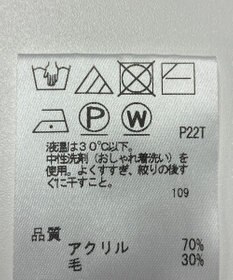 P W P22T
液温は30℃以下。
中性洗剤（おしゃれ着洗い）を
使用。よくすすぎ、絞りの後す
ぐに干すこと。
109
品質
アクリル 70%
毛 30%